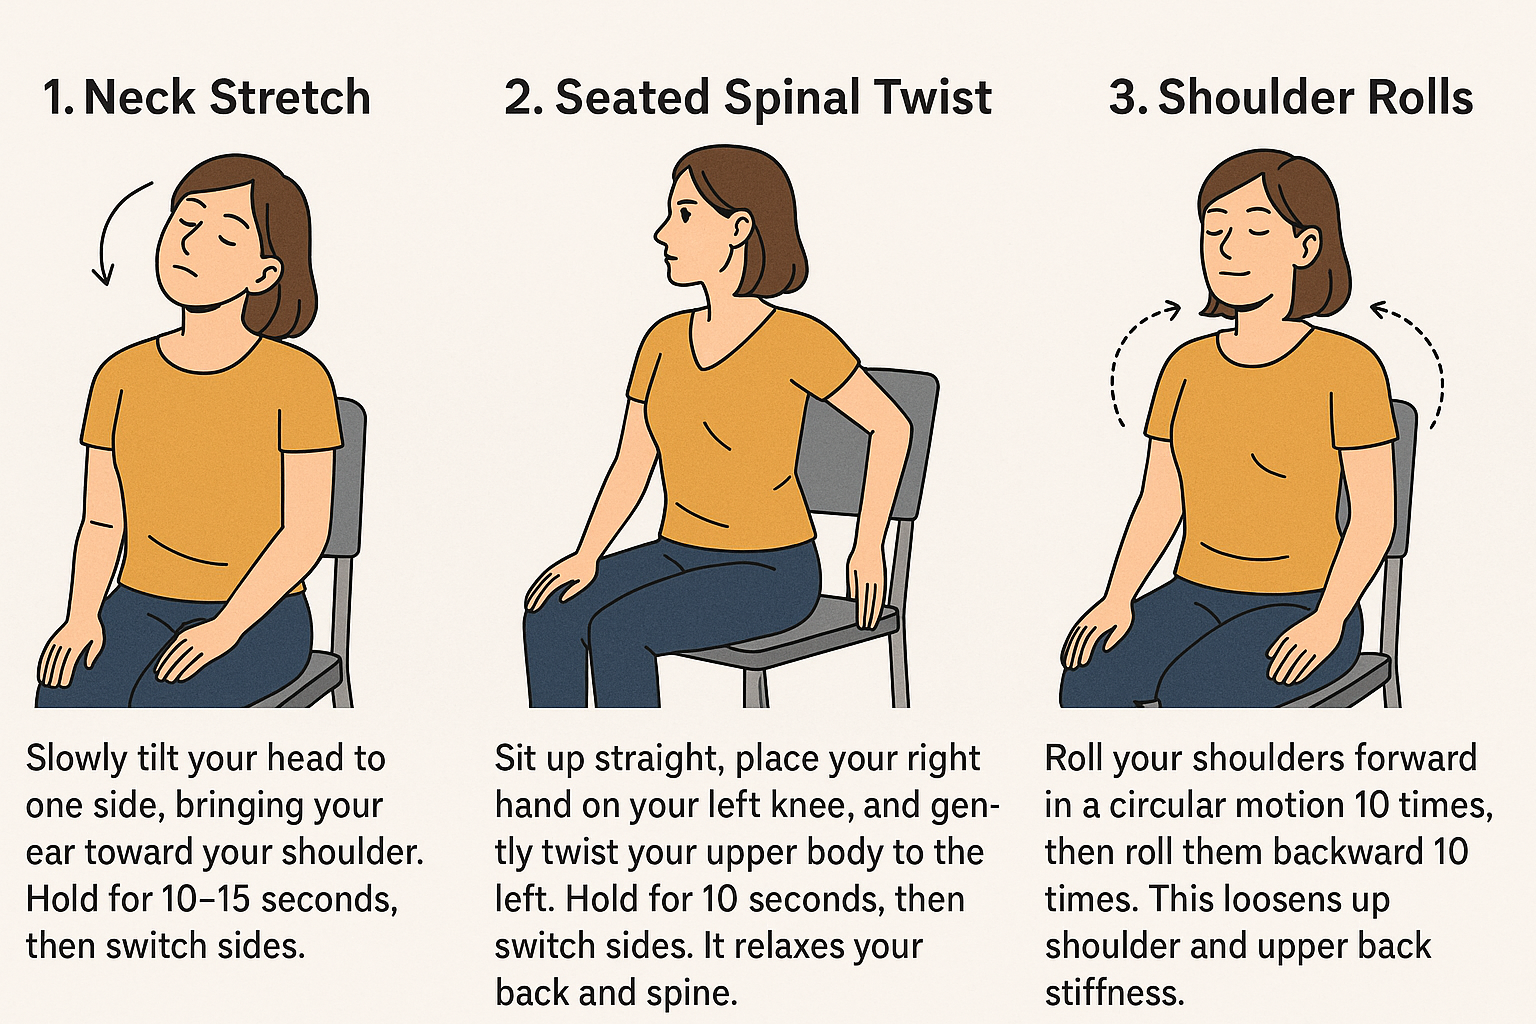 1. Neck Stretch
Slowly tilt your head to
one side, bringing your
ear toward your shoulder.
Hold for 10–15 seconds,
then switch sides.
2. Seated Spinal Twist
Sit up straight, place your right
hand on your left knee, and gen-
tly twist your upper body to the
left. Hold for 10 seconds, then
switch sides. It relaxes your
back and spine.
3. Shoulder Rolls
Roll your shoulders forward
in a circular motion 10 times,
then roll them backward 10
times. This loosens up
shoulder and upper back
stiffness.